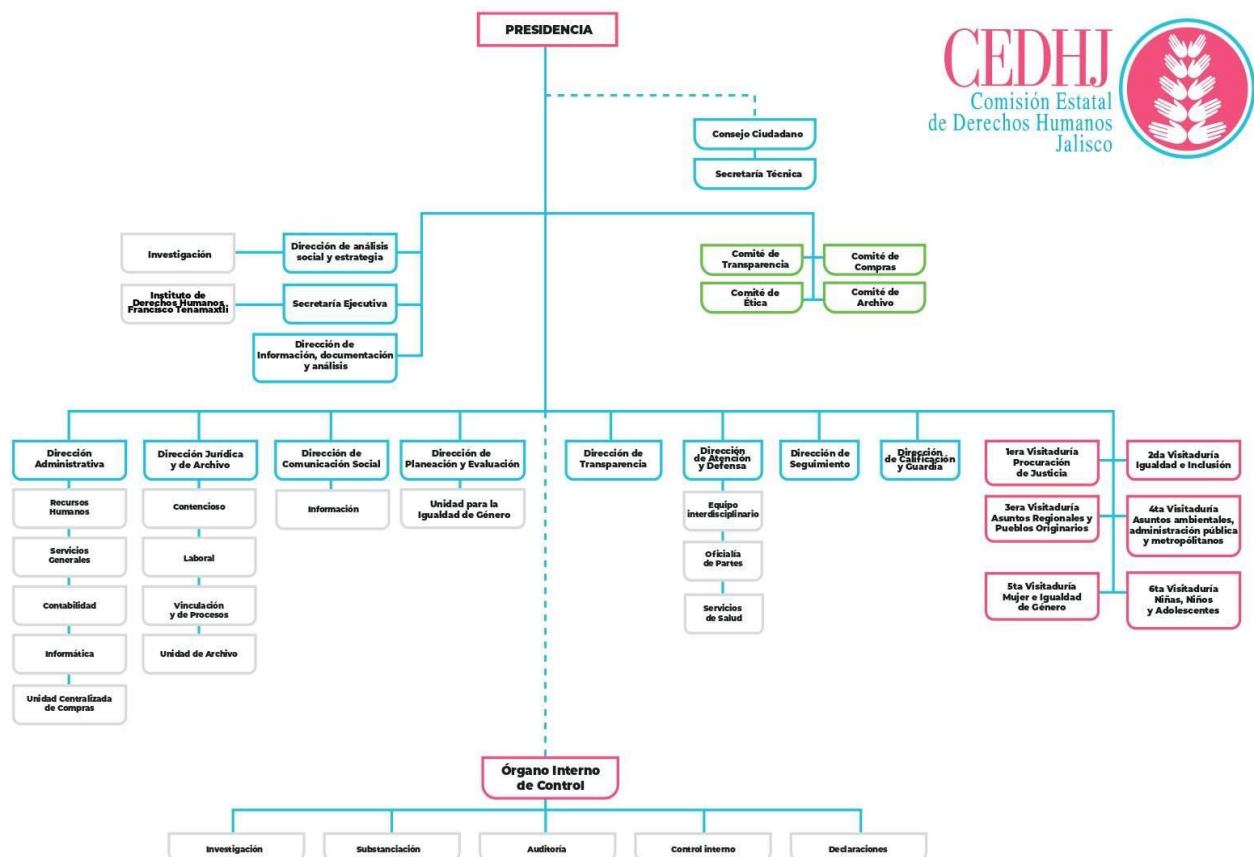 PRESIDENCIA
CEDHJ
Comisión Estatal
de Derechos Humanos
Jalisco
Consejo Ciudadano
Secretaría Técnica
Investigación
Dirección de análisis
social y estrategia
Instituto de
Derechos Humanos
Francisco Tenamaxtli
Secretaría Ejecutiva
Dirección de
Información, documentación
y análisis
Comité de
Transparencia
Comité de
Compras
Comité de
Ética
Comité de
Archivo
Dirección
Administrativa
Recursos
Humanos
Servicios
Generales
Contabilidad
Informática
Unidad Centralizada
de Compras
Dirección Jurídica
y de Archivo
Contencioso
Laboral
Vinculación
y de Procesos
Unidad de Archivo
Dirección de
Comunicación Social
Información
Dirección de
Planeación y Evaluación
Unidad para la
Igualdad de Género
Dirección de
Transparencia
Dirección
de Atención
y Defensa
Equipo
interdisciplinario
Oficialía
de Partes
Servicios
de Salud
Dirección de
Seguimiento
Dirección
de Calificación
y Guardia
1era Visitaduría
Procuración
de Justicia
2da Visitaduría
Igualdad e Inclusión
3era Visitaduría
Asuntos Regionales y
Pueblos Originarios
4ta Visitaduría
Asuntos ambientales,
administración pública
y metropólitanos
5ta Visitaduría
Mujer e Igualdad
de Género
6ta Visitaduría
Niñas, Niños
y Adolescentes
Órgano Interno
de Control
Investigación
Substanciación
Auditoría
Control interno
Declaraciones